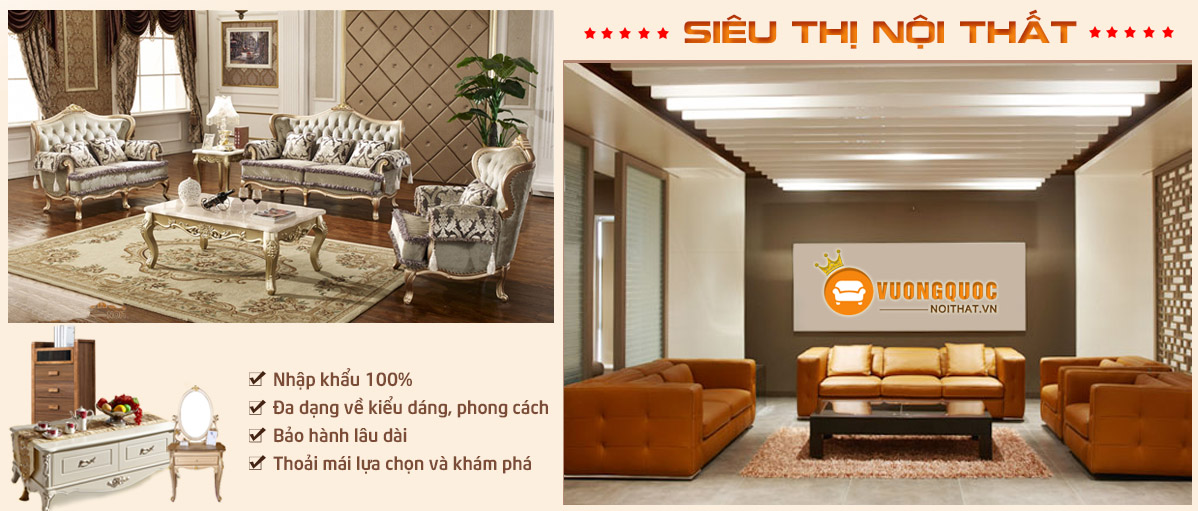 SIÊU THỊ NỘI THẤT
VUONGQUOC
NOITHAT.VN
Nhập khẩu 100%
Đa dạng về kiểu dáng, phong cách
Bảo hành lâu dài
Thoải mái lựa chọn và khám phá